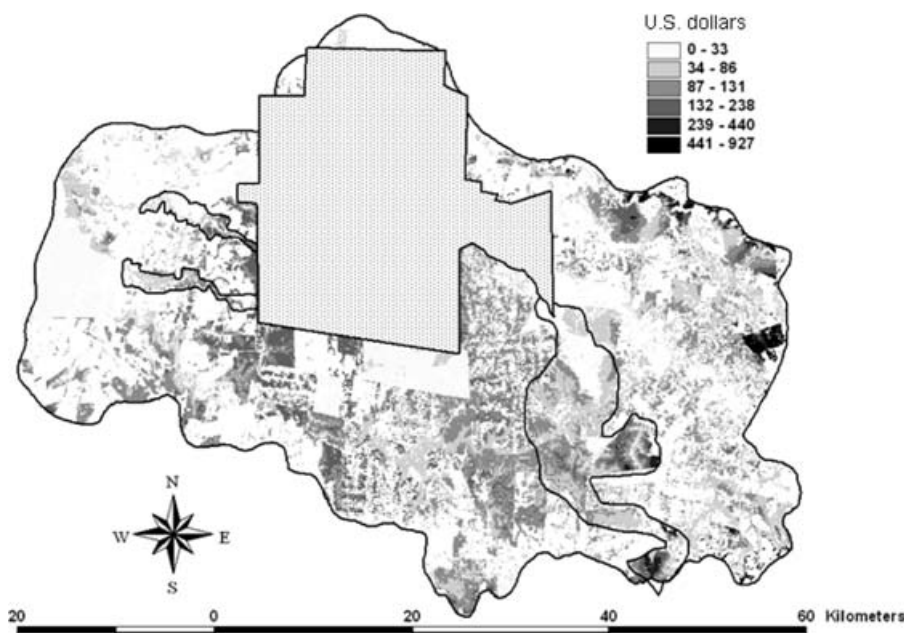 U.S. dollars
0 - 33
34 - 86
87 - 131
132 - 238
239 - 440
441 - 927
N
W E
S
20 0 20 40 60 Kilometers